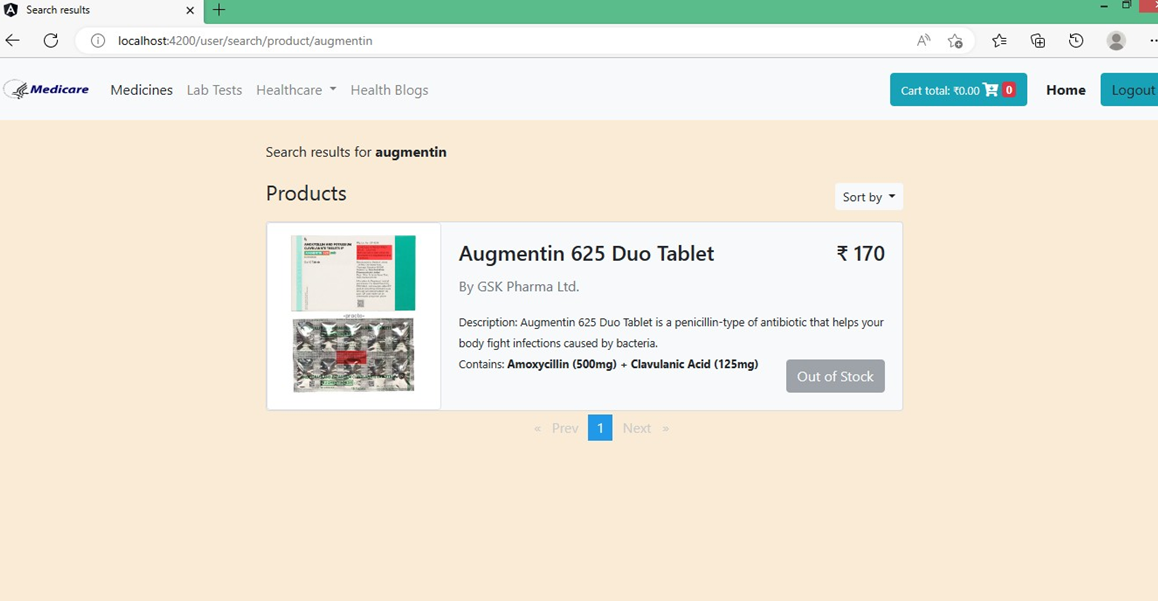 Search results
localhost:4200/user/search/product/augmentin
Medicare
Medicines
Lab Tests
Healthcare
Health Blogs
Cart total: ₹0.00 0
Home
Logout
Search results for augmentin
Products
Sort by
Augmentin 625 Duo Tablet
₹ 170
By GSK Pharma Ltd.
Description: Augmentin 625 Duo Tablet is a penicillin-type of antibiotic that helps your
body fight infections caused by bacteria.
Contains: Amoxycillin (500mg) + Clavulanic Acid (125mg)
Out of Stock
« Prev 1 Next »